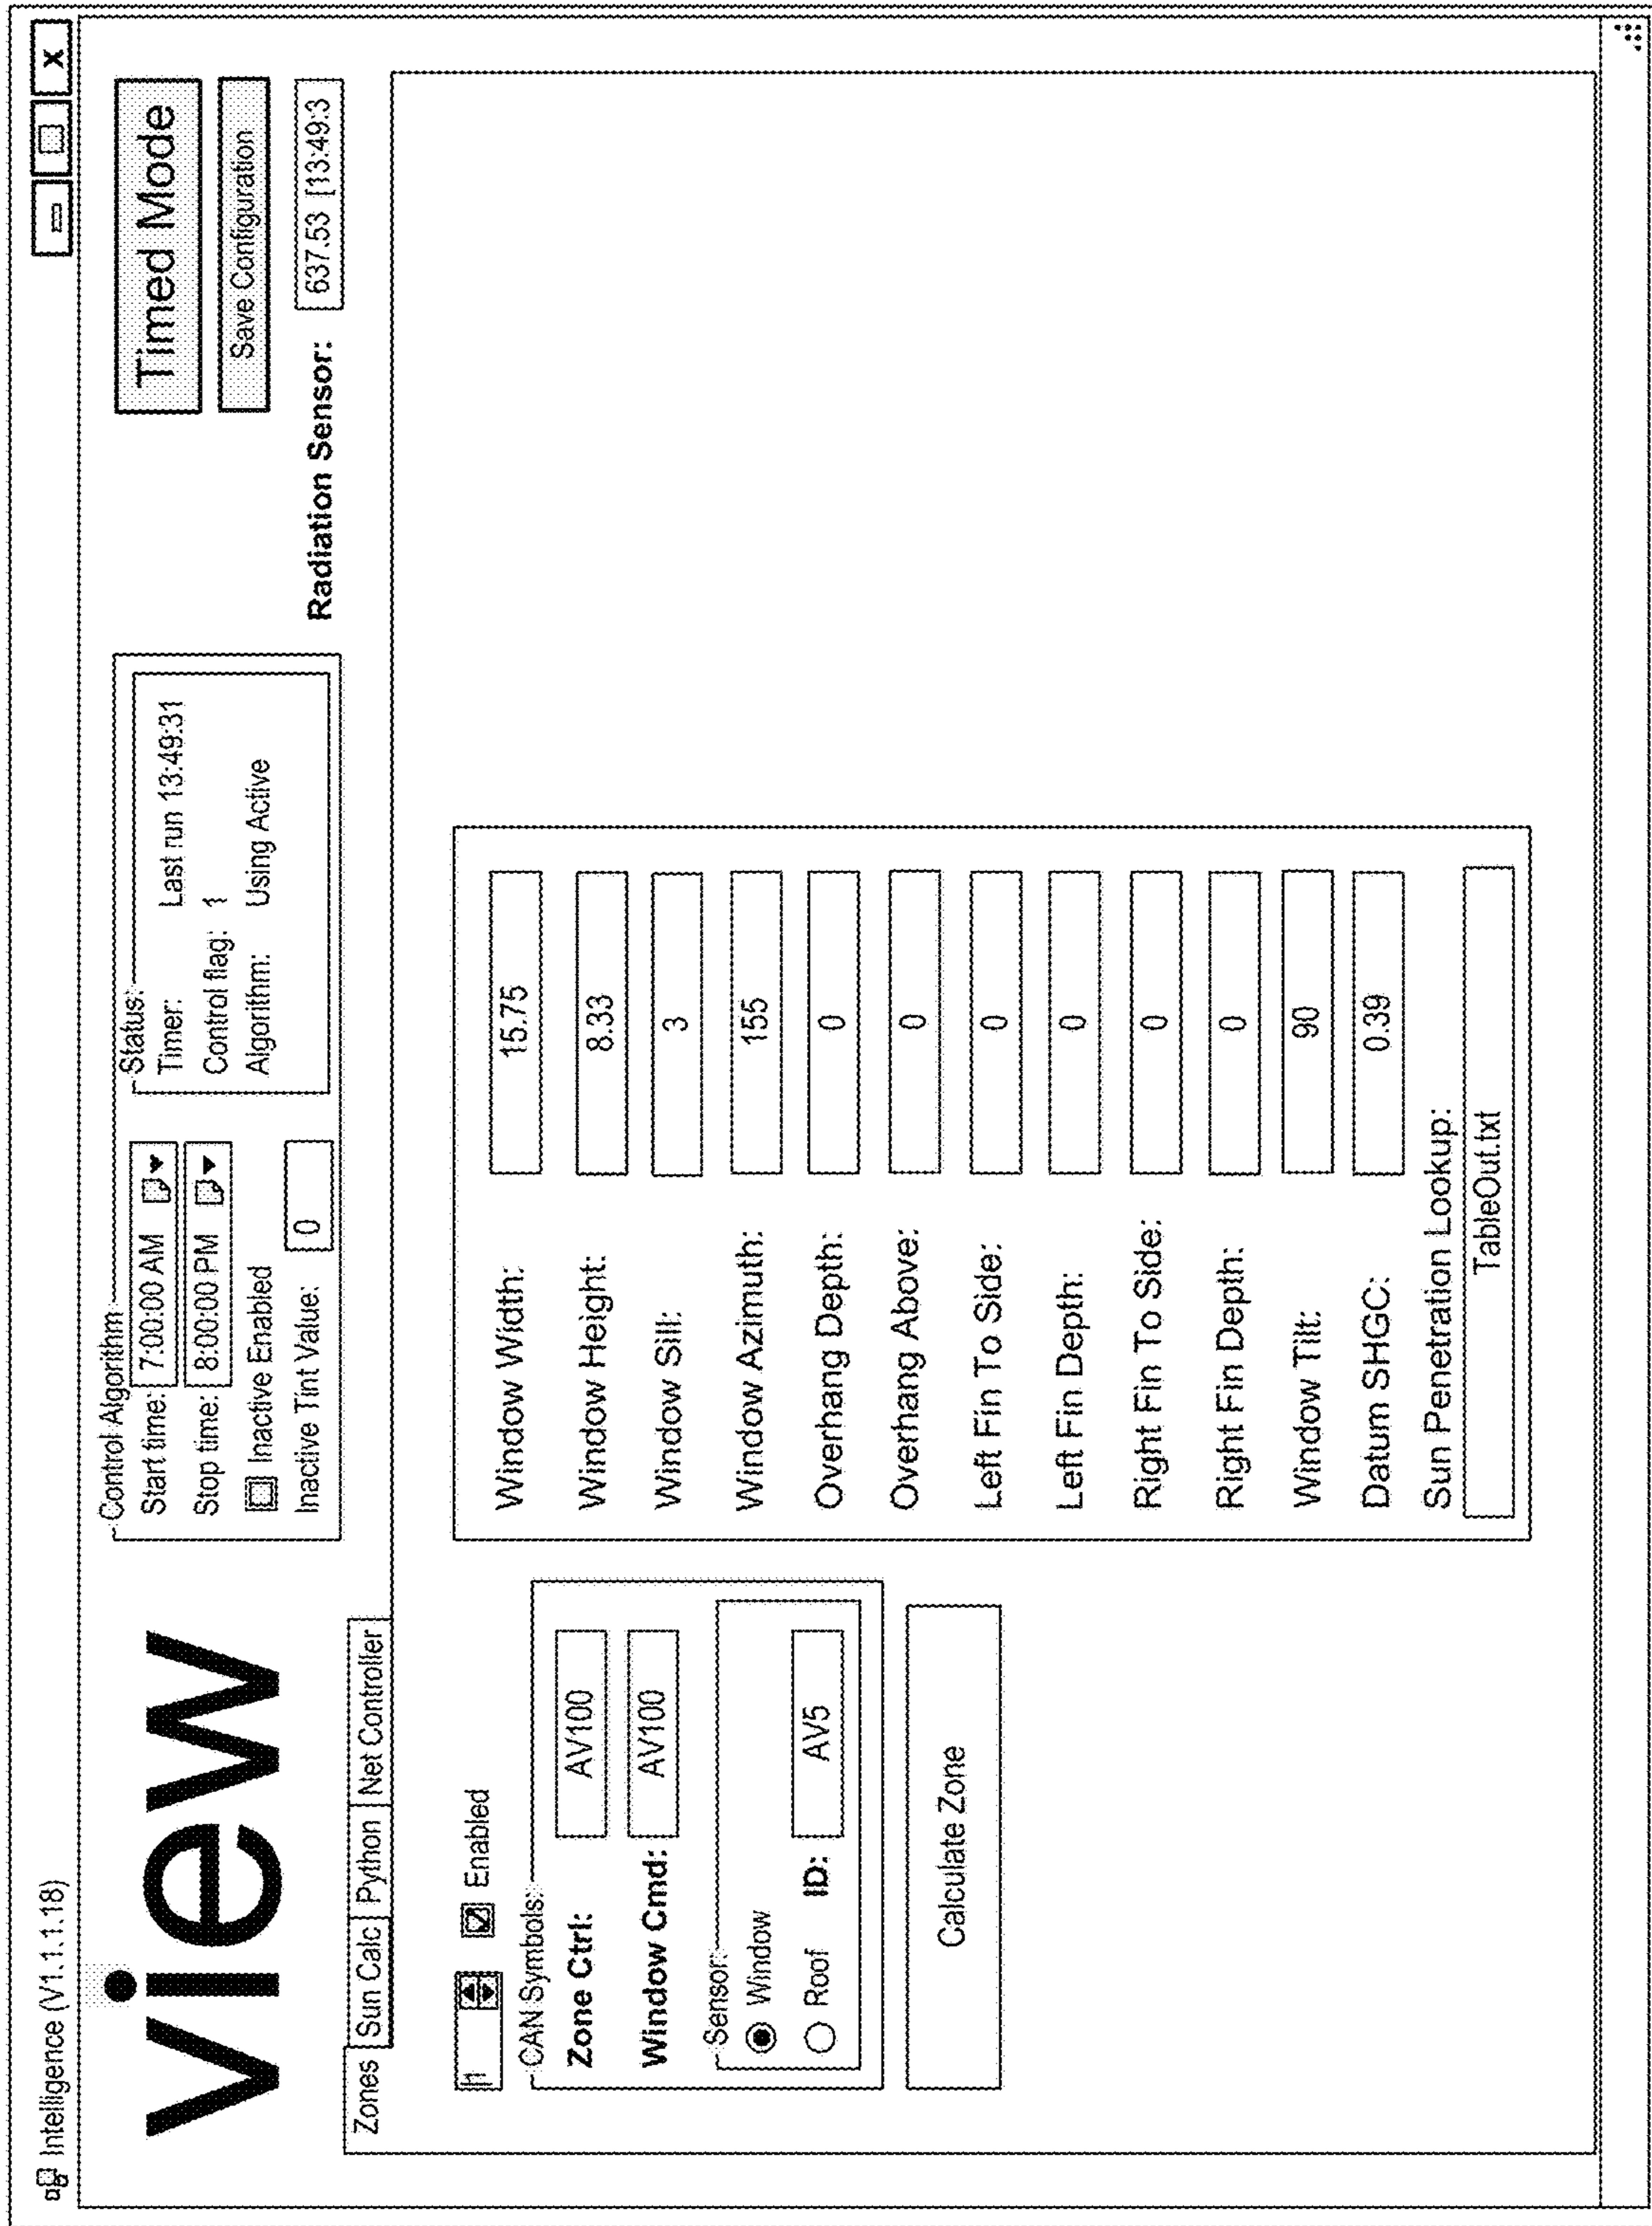 Intelligence (V1.1.18)
x
view
Control Algorithm
Start time: 7:00:00 AM
Stop time: 8:00:00 PM
Inactive Enabled
Inactive Tint Value: 0
Status:
Timer: Last run 13:49:31
Control flag: 1
Algorithm: Using Active
Timed Mode
Save Configuration
Radiation Sensor: 637.53 [13:49:3
Zones Sun Calc Python Net Controller
Enabled
CAN Symbols:
Zone Ctrl: AV100
Window Cmd: AV100
Sensor:
Window
Roof ID: AV5
Calculate Zone
Window Width: 15.75
Window Height: 8.33
Window Sill: 3
Window Azimuth: 155
Overhang Depth: 0
Overhang Above: 0
Left Fin To Side: 0
Left Fin Depth: 0
Right Fin To Side: 0
Right Fin Depth: 0
Window Tilt: 90
Datum SHGC: 0.39
Sun Penetration Lookup:
TableOut.txt